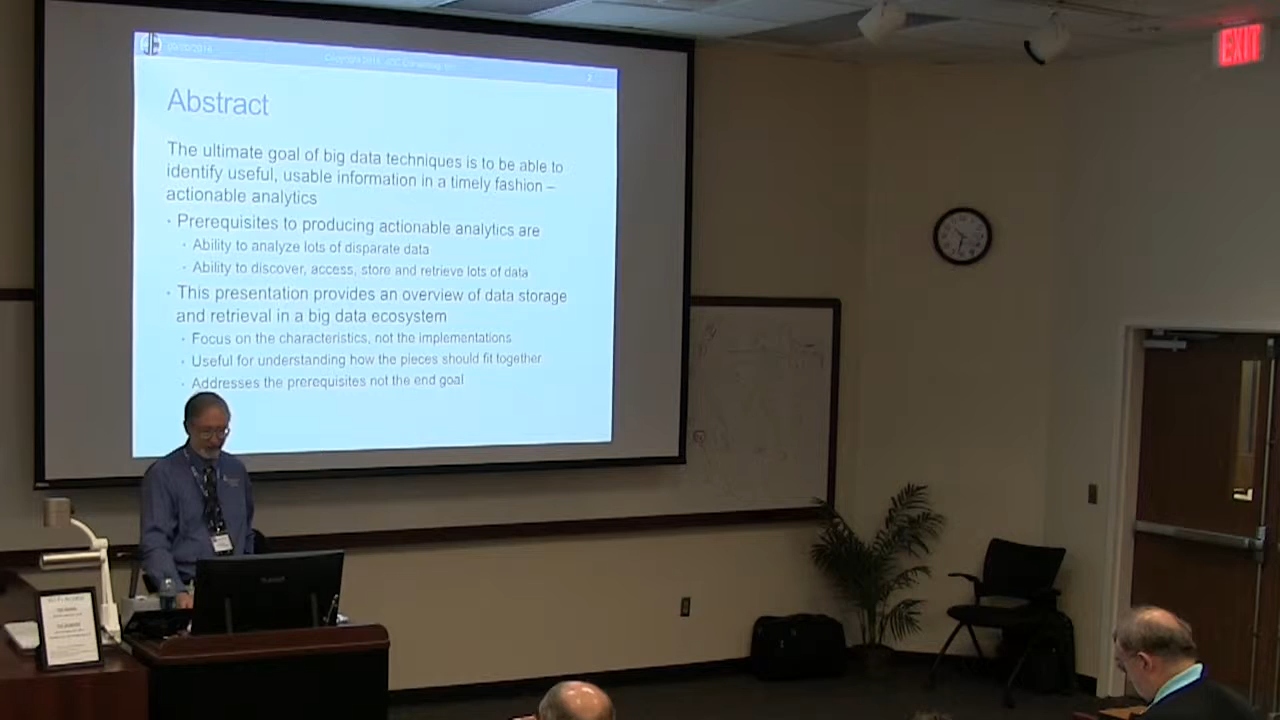 2
Abstract
The ultimate goal of big data techniques is to be able to
identify useful, usable information in a timely fashion –
actionable analytics
• Prerequisites to producing actionable analytics are
• Ability to analyze lots of disparate data
• Ability to discover, access, store and retrieve lots of data
• This presentation provides an overview of data storage
and retrieval in a big data ecosystem
• Focus on the characteristics, not the implementations
• Useful for understanding how the pieces should fit together
• Addresses the prerequisites not the end goal
EXIT